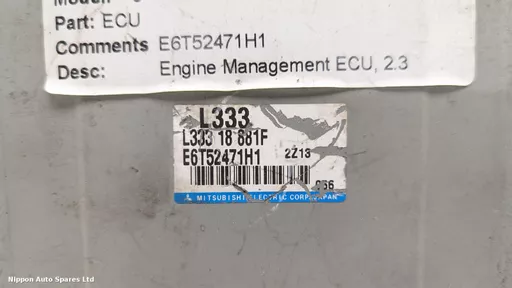 Part: ECU
Comments E6T52471H1
Desc: Engine Management ECU, 2.3
L333
L333 18 881F
E6T52471H1 2Z13
MITSUBISHI ELECTRIC CORP. JAPAN
Nippon Auto Spares Ltd